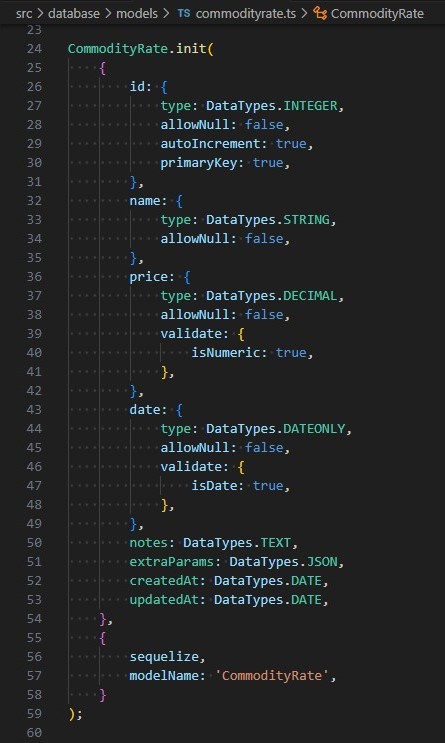 src > database > models > TS commodityrate.ts > CommodityRate
23
24 CommodityRate.init(
25     {
26         id: {
27             type: DataTypes.INTEGER,
28             allowNull: false,
29             autoIncrement: true,
30             primaryKey: true,
31         },
32         name: {
33             type: DataTypes.STRING,
34             allowNull: false,
35         },
36         price: {
37             type: DataTypes.DECIMAL,
38             allowNull: false,
39             validate: {
40                 isNumeric: true,
41             },
42         },
43         date: {
44             type: DataTypes.DATEONLY,
45             allowNull: false,
46             validate: {
47                 isDate: true,
48             },
49         },
50         notes: DataTypes.TEXT,
51         extraParams: DataTypes.JSON,
52         createdAt: DataTypes.DATE,
53         updatedAt: DataTypes.DATE,
54     },
55     {
56         sequelize,
57         modelName: 'CommodityRate',
58     }
59 );
60